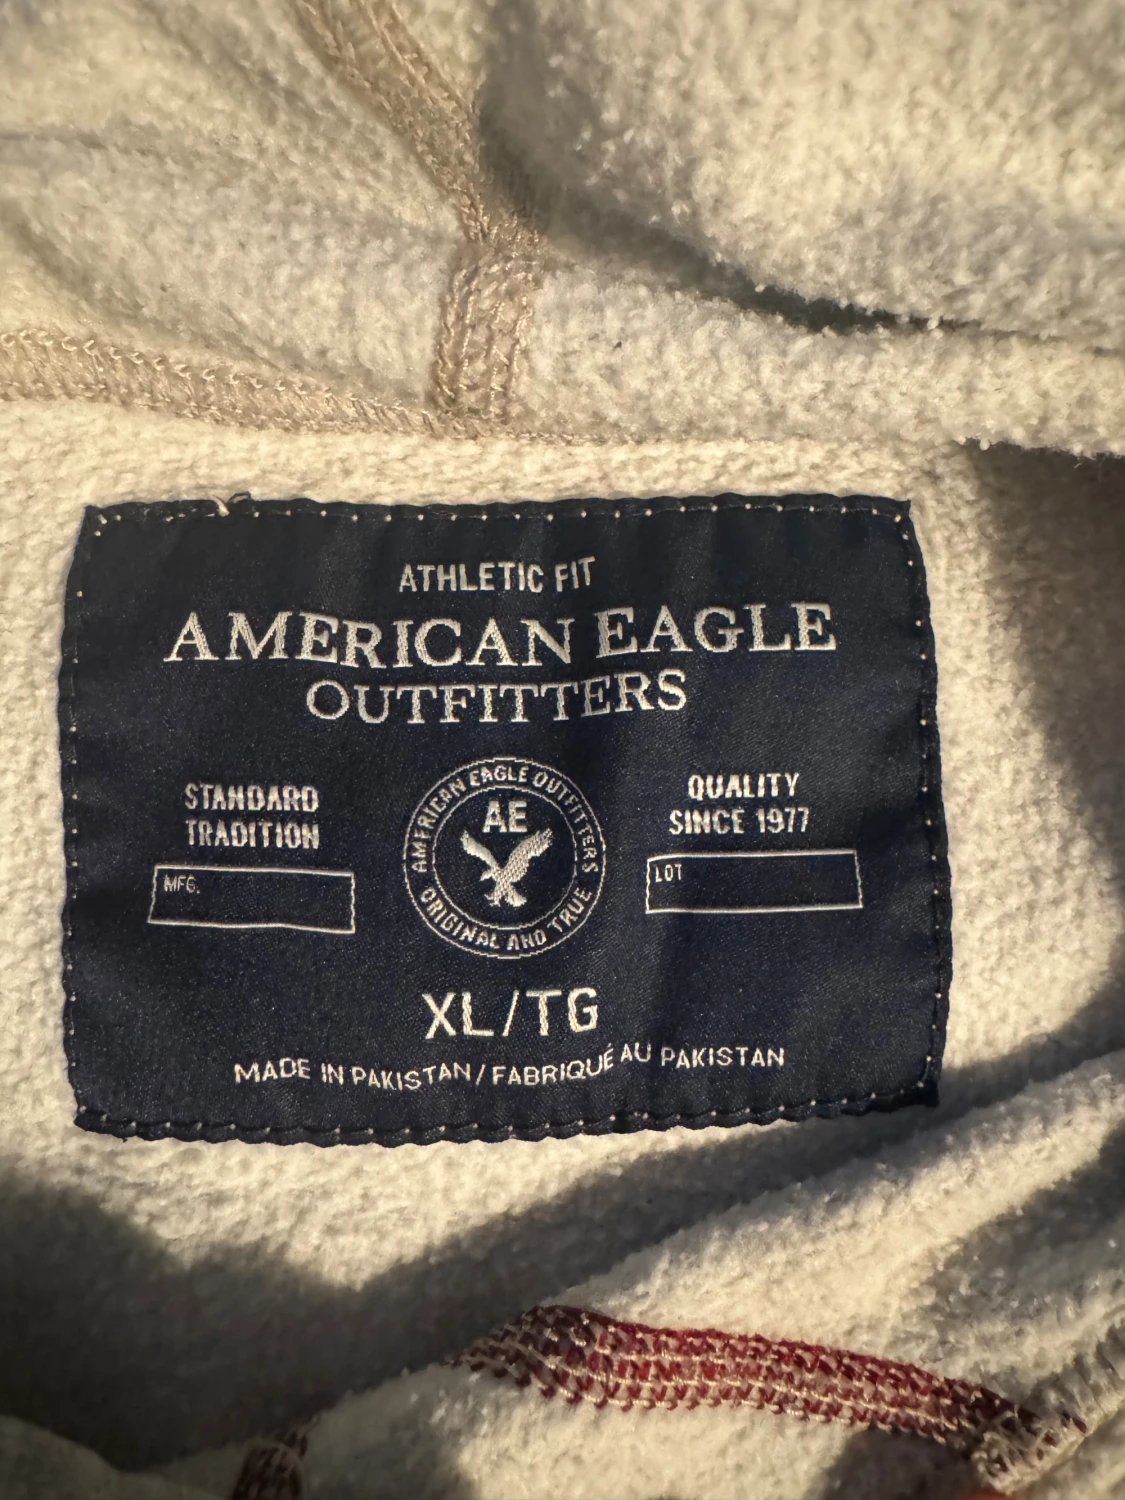 ATHLETIC FIT
AMERICAN EAGLE
OUTFITTERS
STANDARD
TRADITION
MFG.
AMERICAN EAGLE OUTFITTERS
AE
ORIGINAL AND TRUE
QUALITY
SINCE 1977
LOT
XL/TG
MADE IN PAKISTAN/FABRIQUÉ AU PAKISTAN